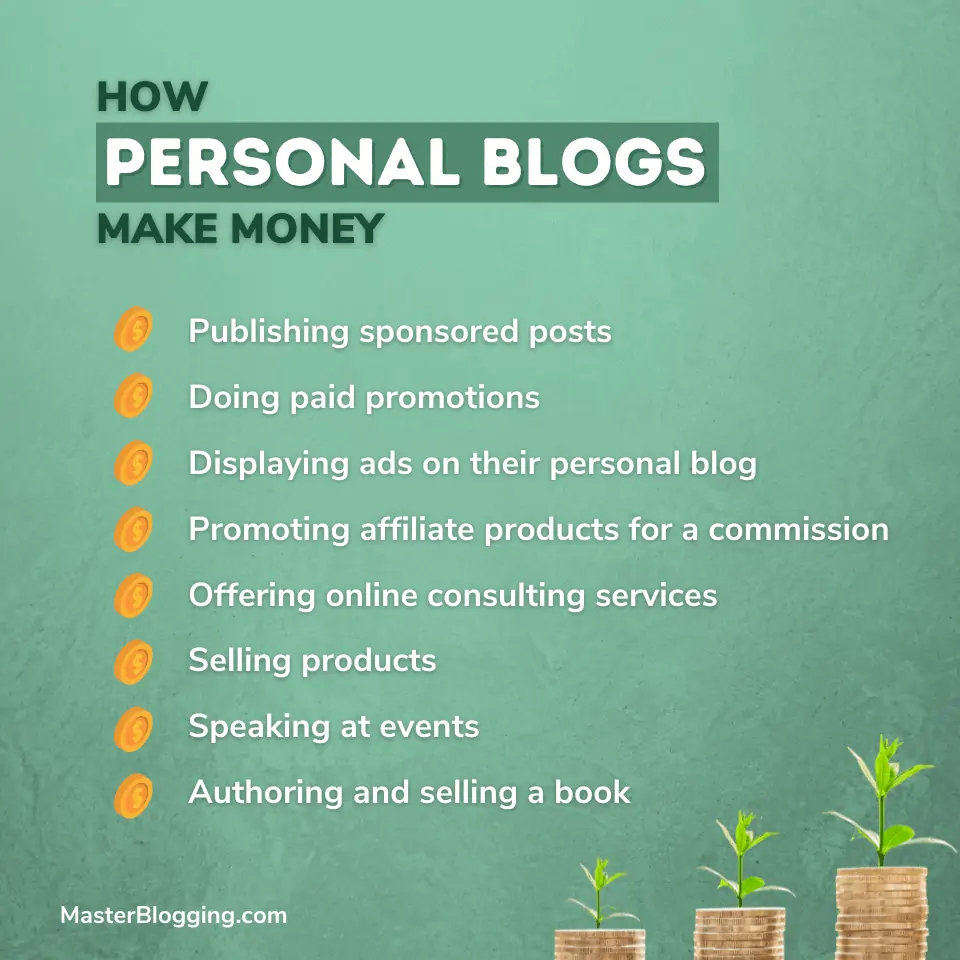 HOW
PERSONAL BLOGS
MAKE MONEY
Publishing sponsored posts
Doing paid promotions
Displaying ads on their personal blog
Promoting affiliate products for a commission
Offering online consulting services
Selling products
Speaking at events
Authoring and selling a book
MasterBlogging.com